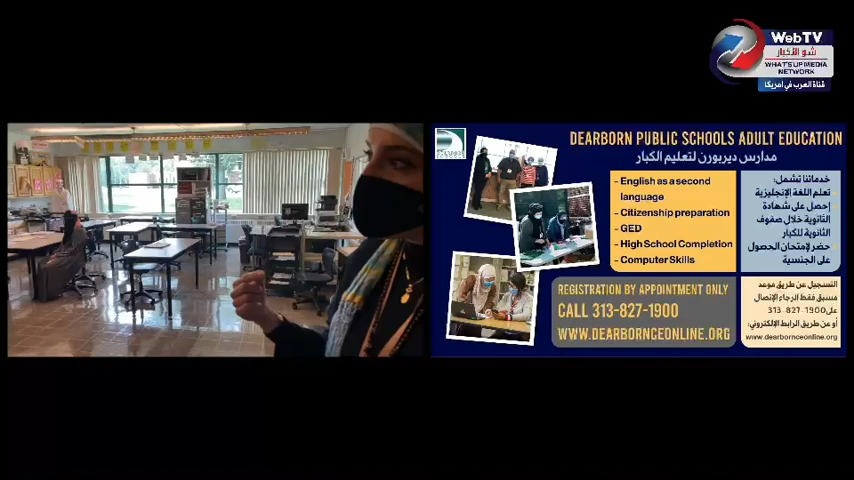 WebTV
شو الأخبار
WHAT'S UP MEDIA
NETWORK
قناة العرب في امريكا
DEARBORN PUBLIC SCHOOLS ADULT EDUCATION
مدارس ديربورن لتعليم الكبار
- English as a second
language
- Citizenship preparation
- GED
- High School Completion
- Computer Skills
خدماتنا تشمل:
تعلم اللغة الإنجليزية
إحصل على شهادة
الثانوية خلال صفوف
الثانوية للكبار
حضر لإمتحان الحصول
على الجنسية
REGISTRATION BY APPOINTMENT ONLY
CALL 313-827-1900
WWW.DEARBORNCEONLINE.ORG
التسجيل عن طريق موعد
مسبق فقط الرجاء الإتصال
على 313-827-1900
أو عن طريق الرابط الإلكتروني:
www.dearbornceonline.org